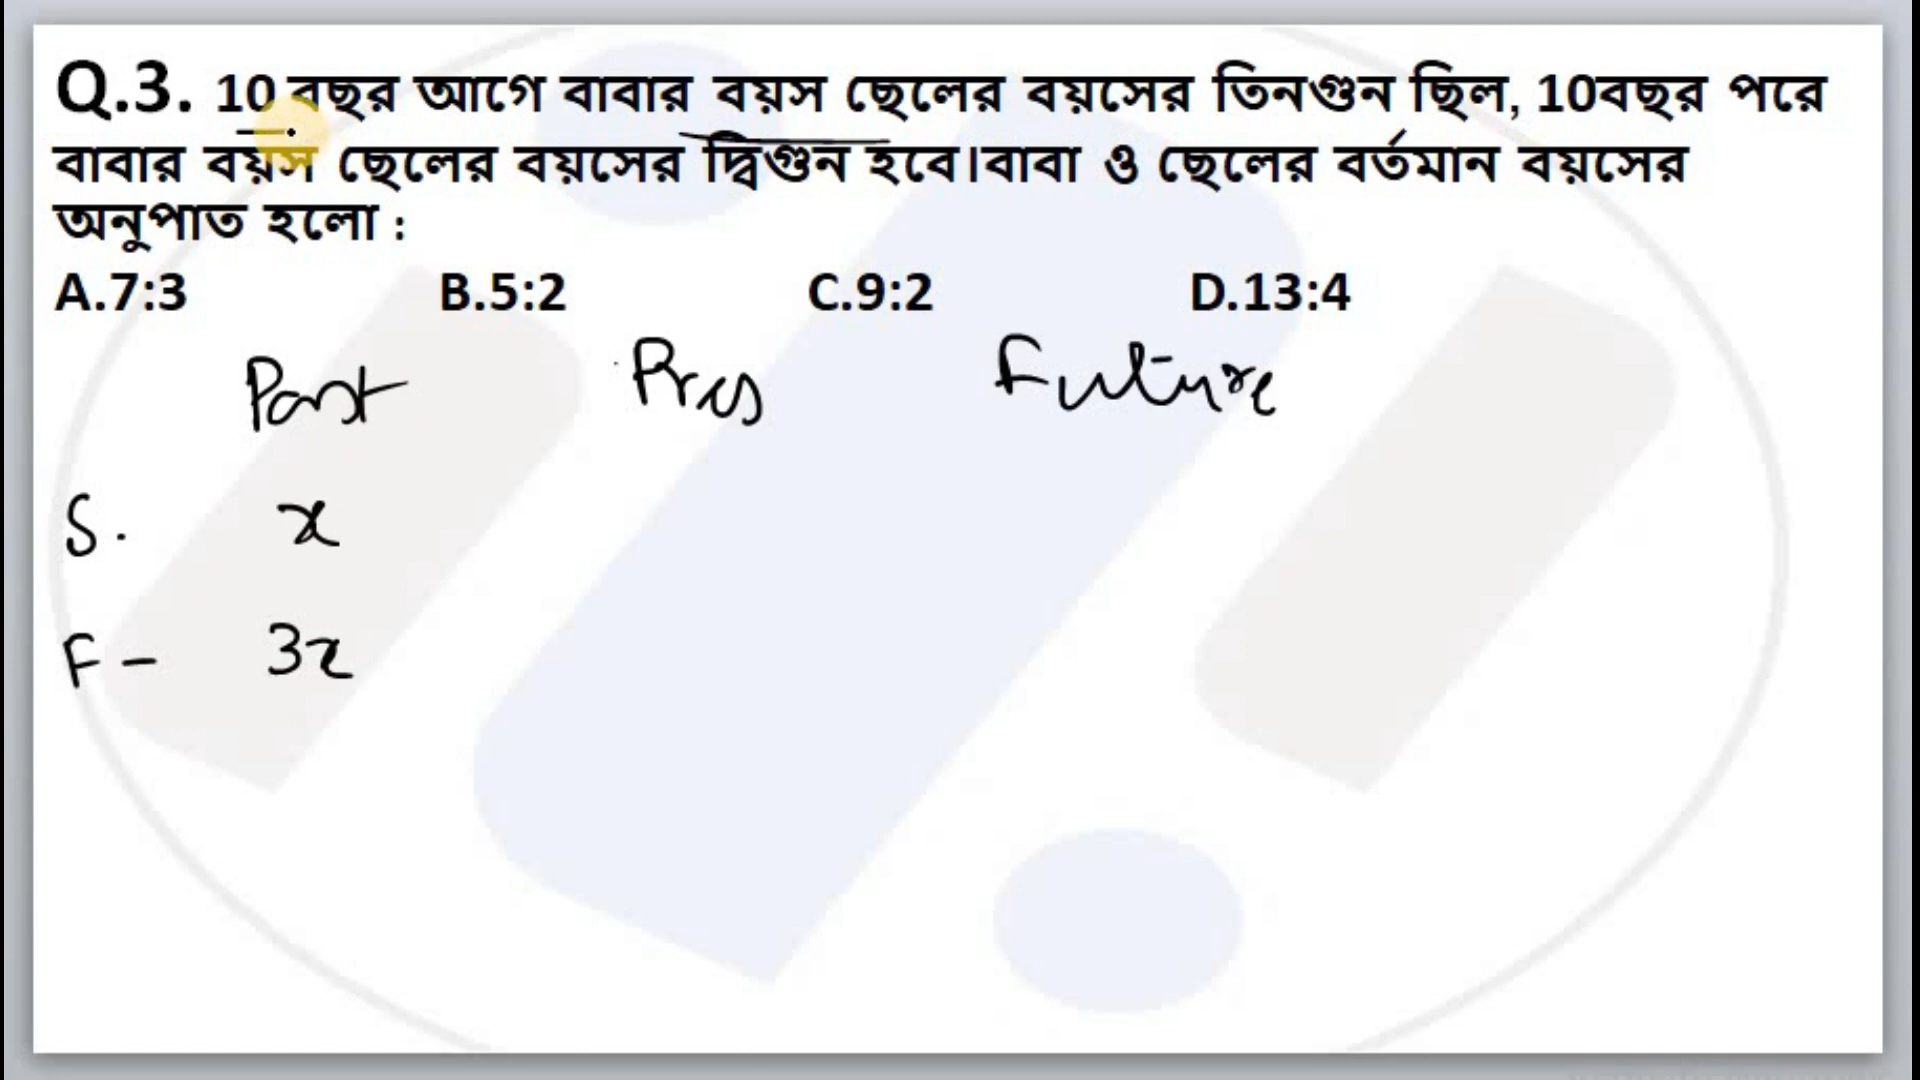 Q.3. 10 বছর আগে বাবার বয়স ছেলের বয়সের তিনগুন ছিল, 10বছর পরে
বাবার বয়স ছেলের বয়সের দ্বিগুন হবে।বাবা ও ছেলের বর্তমান বয়সের
অনুপাত হলো :
A.7:3 B.5:2 C.9:2 D.13:4
Past Pres Future
S. x
F - 3x